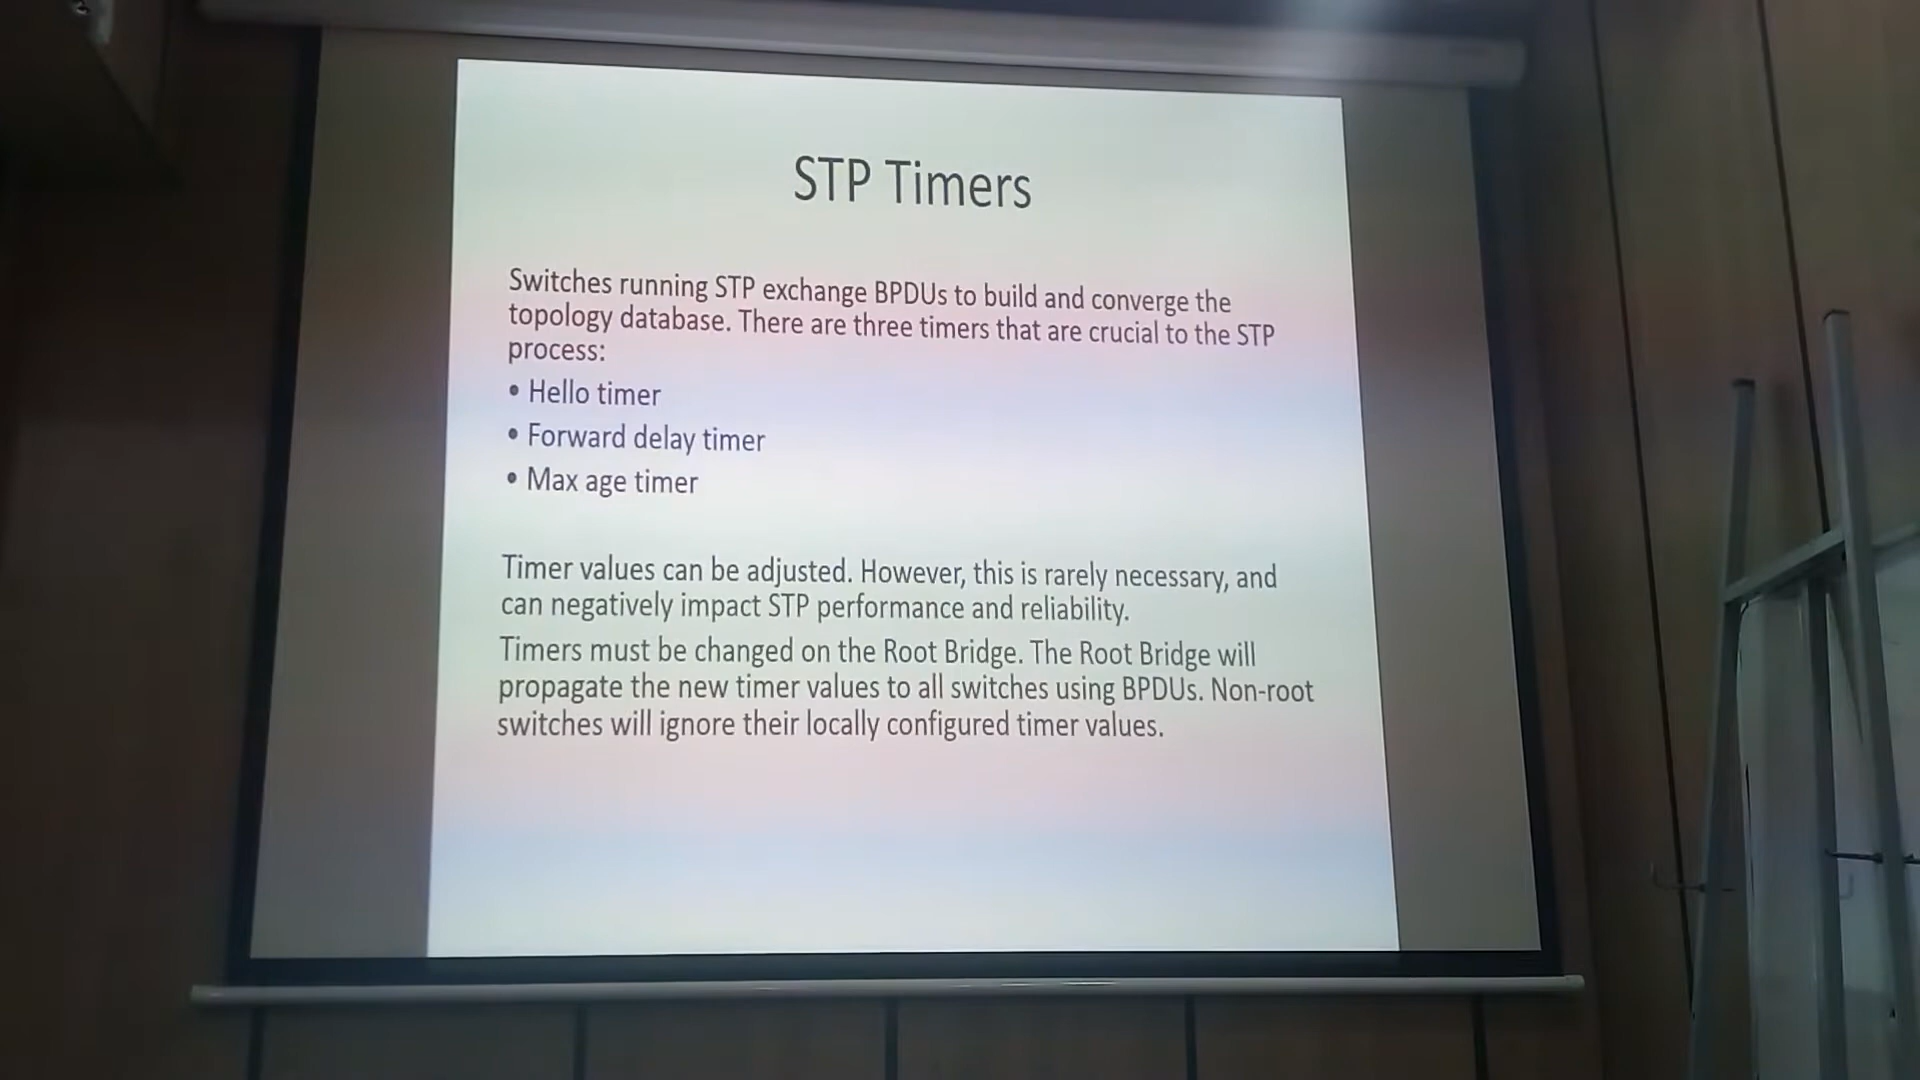 STP Timers
Switches running STP exchange BPDUs to build and converge the
topology database. There are three timers that are crucial to the STP
process:
• Hello timer
• Forward delay timer
• Max age timer
Timer values can be adjusted. However, this is rarely necessary, and
can negatively impact STP performance and reliability.
Timers must be changed on the Root Bridge. The Root Bridge will
propagate the new timer values to all switches using BPDUs. Non-root
switches will ignore their locally configured timer values.